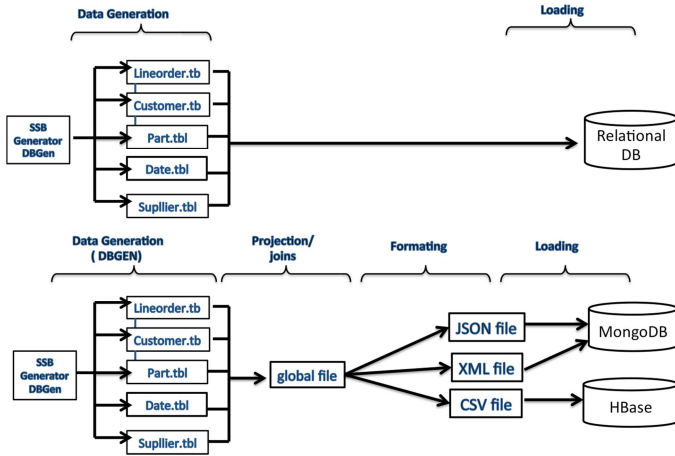 Data Generation
Loading
Lineorder.tb
Customer.tb
SSB
Generator
DBGen
Part.tbl
Date.tbl
Supllier.tbl
Relational
DB
Data Generation
( DBGEN)
Projection/
joins
Formating
Loading
Lineorder.tb
Customer.tb
SSB
Generator
DBGen
Part.tbl
Date.tbl
Supllier.tbl
global file
JSON file
XML file
CSV file
MongoDB
HBase